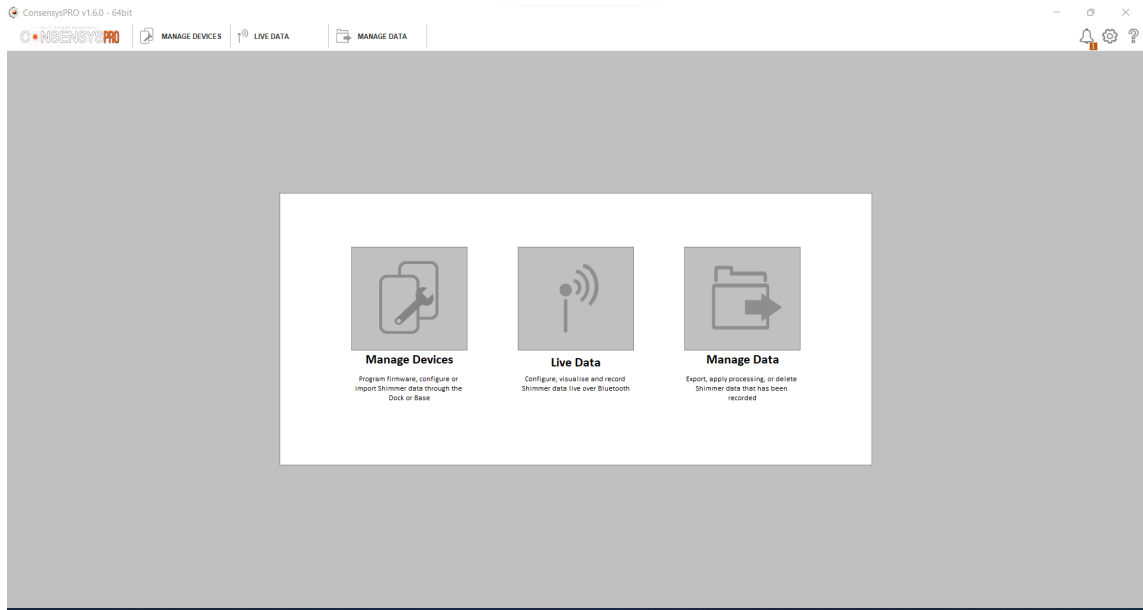 ConsensysPRO v1.6.0 - 64bit
CONSENSYSPRO
MANAGE DEVICES
LIVE DATA
MANAGE DATA
1
Manage Devices
Program firmware, configure or
import Shimmer data through the
Dock or Base
Live Data
Configure, visualise and record
Shimmer data live over Bluetooth
Manage Data
Export, apply processing, or delete
Shimmer data that has been
recorded